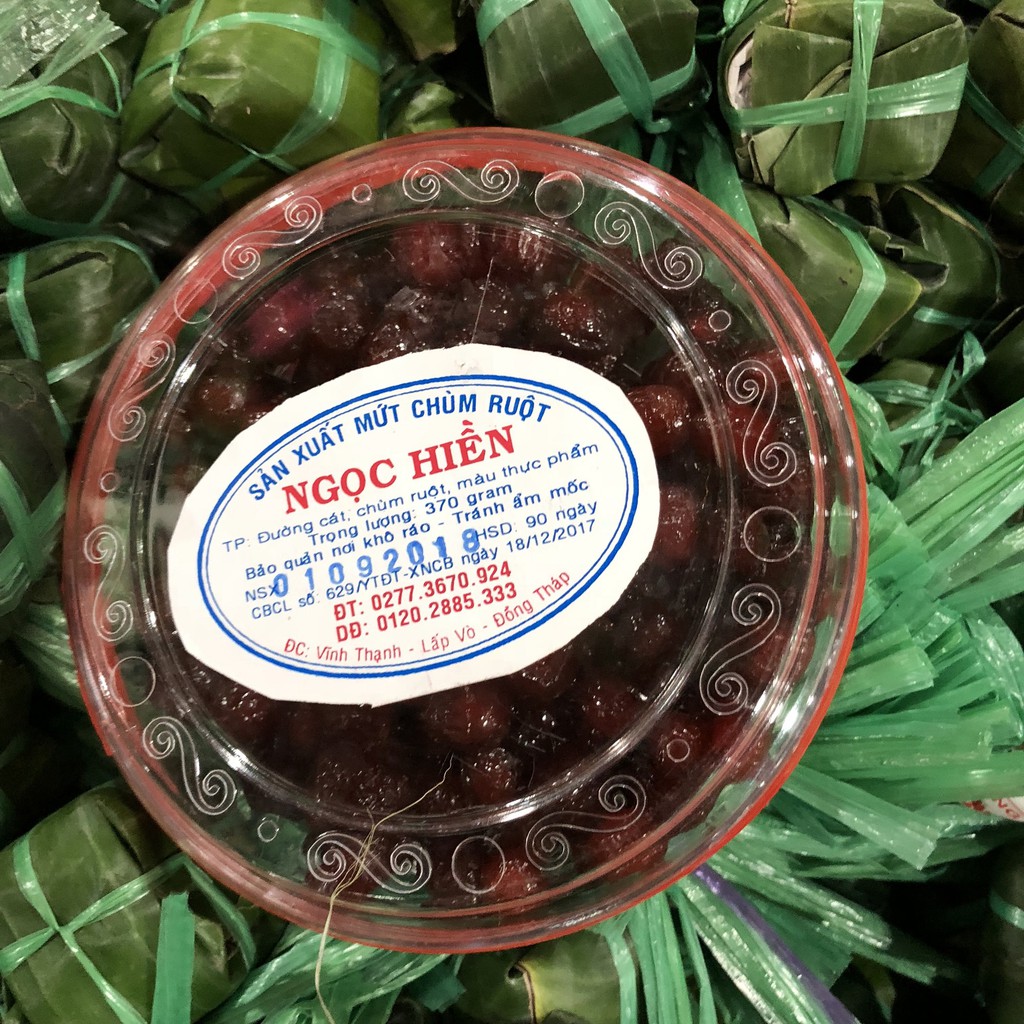 SẢN XUẤT MỨT CHÙM RUỘT
NGỌC HIỀN
TP: Đường cát, chùm ruột, màu thực phẩm
Trọng lượng: 370 gram
Bảo quản nơi khô ráo - Tránh ẩm mốc
NSX 01092018 HSD: 90 ngày
CBCL số: 629/YTĐT-XNCB ngày 18/12/2017
ĐT: 0277.3670.924
DĐ: 0120.2885.333
ĐC: Vĩnh Thạnh - Lấp Vò - Đồng Tháp